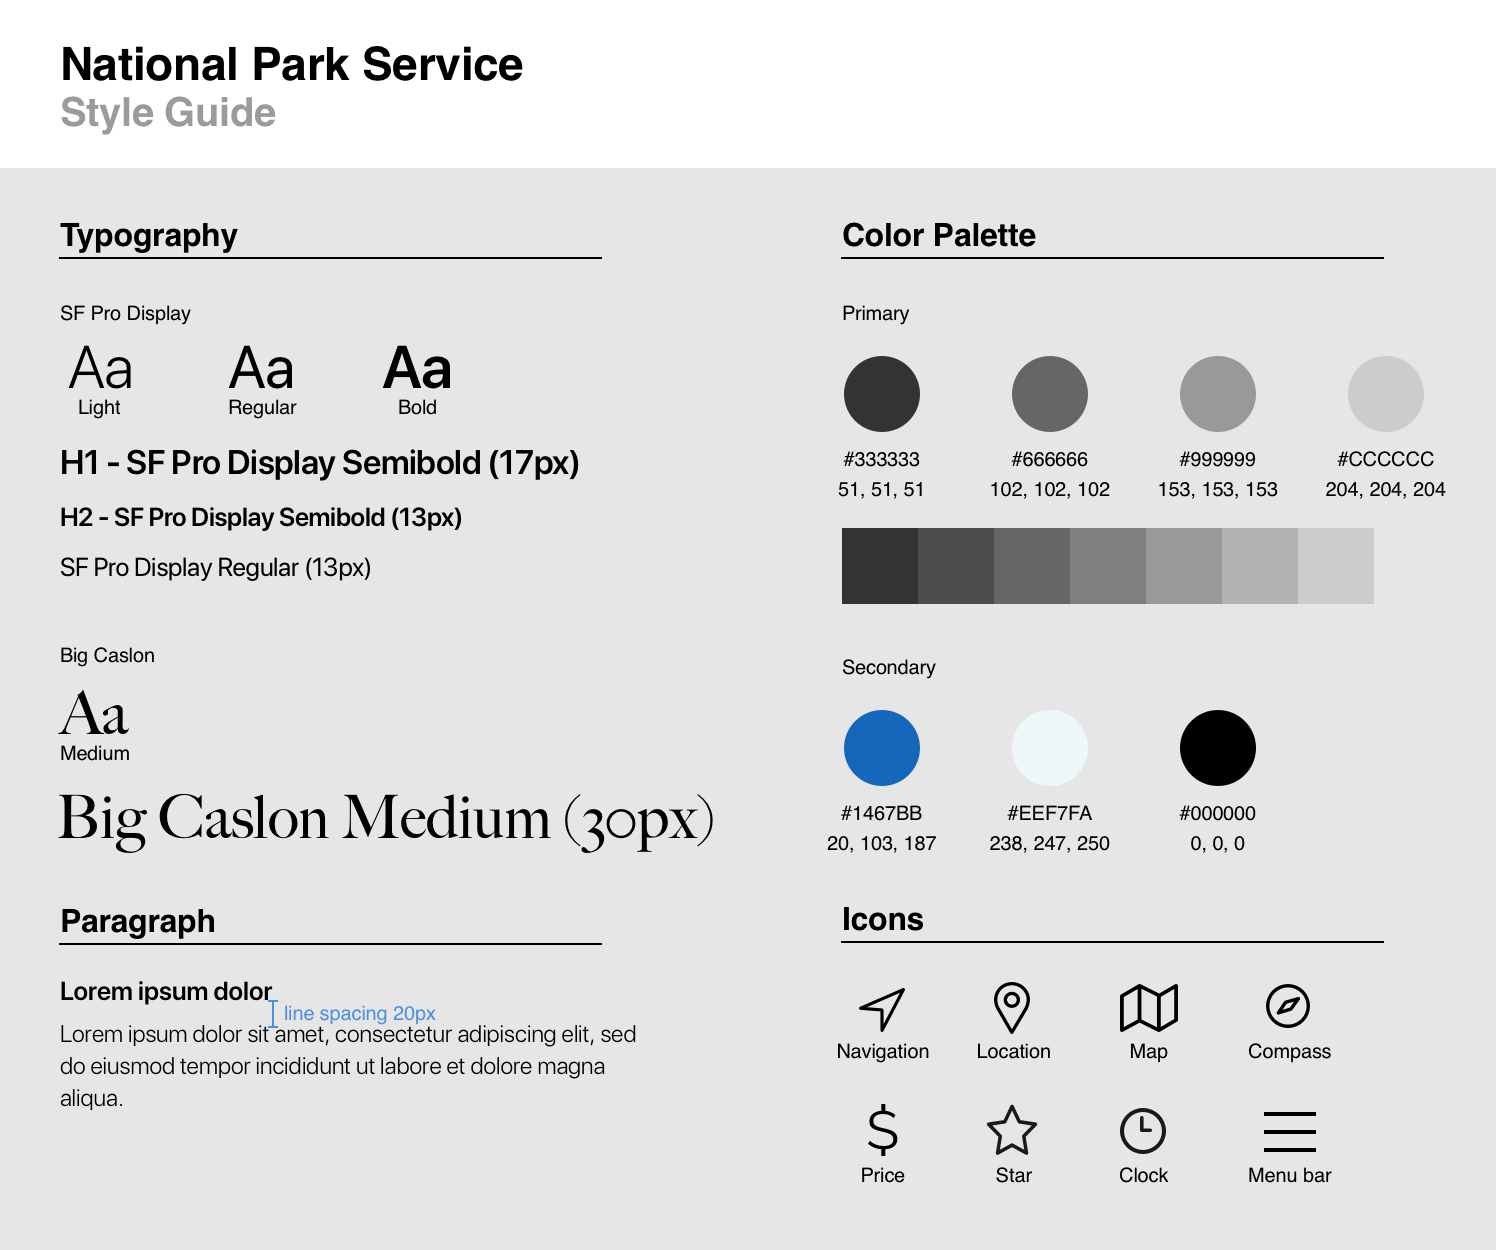 National Park Service
Style Guide
Typography
SF Pro Display
Aa Aa Aa
Light Regular Bold
H1 - SF Pro Display Semibold (17px)
H2 - SF Pro Display Semibold (13px)
SF Pro Display Regular (13px)
Big Caslon
Aa
Medium
Big Caslon Medium (30px)
Paragraph
Lorem ipsum dolor
line spacing 20px
Lorem ipsum dolor sit amet, consectetur adipiscing elit, sed
do eiusmod tempor incididunt ut labore et dolore magna
aliqua.
Color Palette
Primary
#333333 #666666 #999999 #CCCCCC
51, 51, 51 102, 102, 102 153, 153, 153 204, 204, 204
Secondary
#1467BB #EEF7FA #000000
20, 103, 187 238, 247, 250 0, 0, 0
Icons
Navigation Location Map Compass
$
Price Star Clock Menu bar